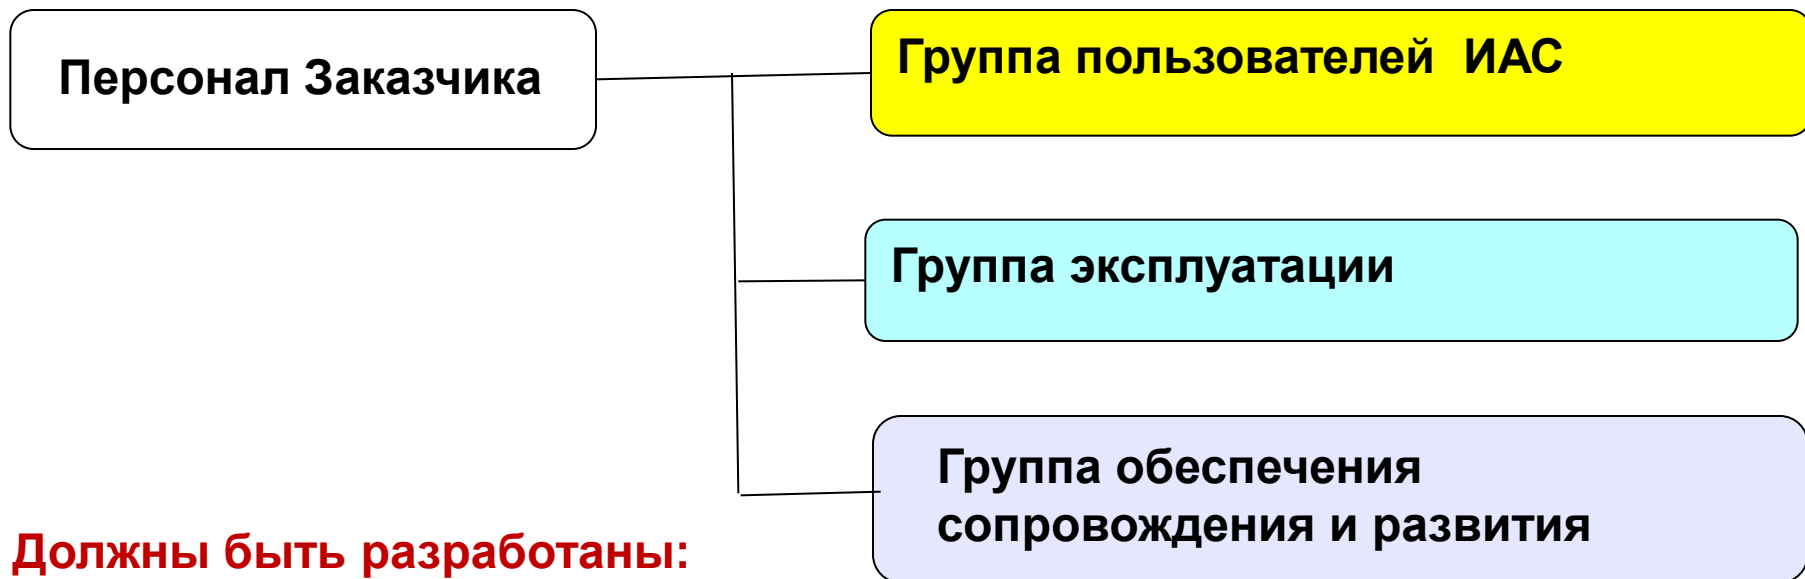 Персонал Заказчика
Группа пользователей ИАС
Группа эксплуатации
Группа обеспечения
сопровождения и развития
Должны быть разработаны: